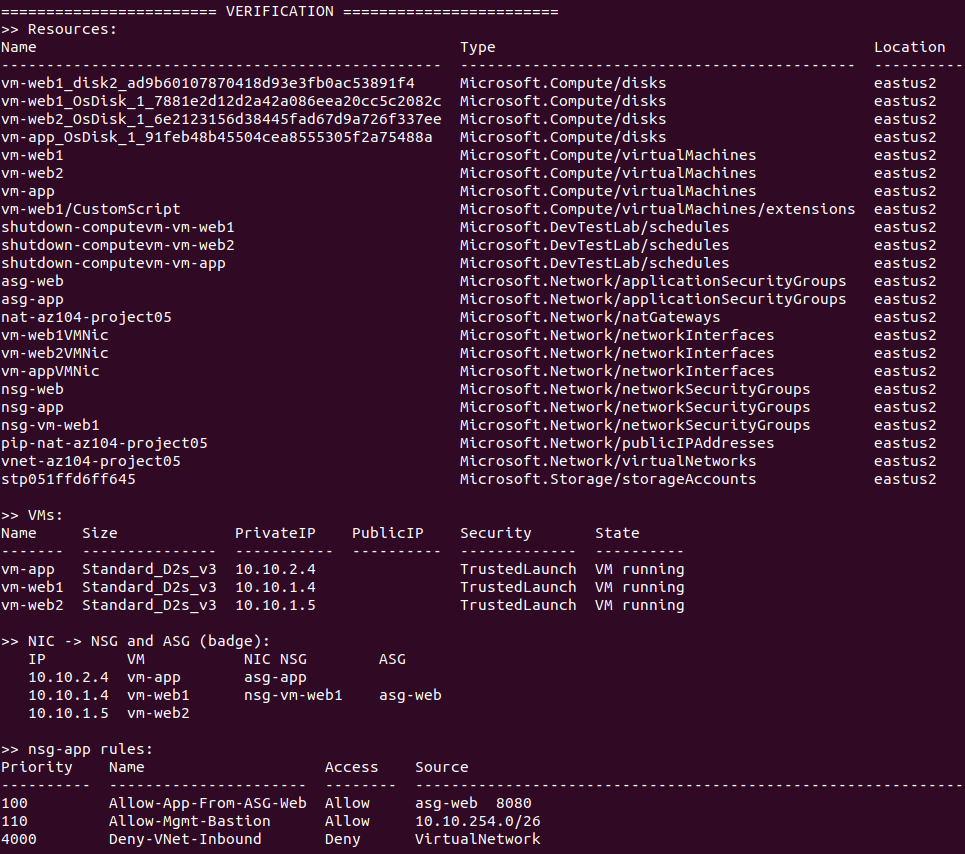 ======================== VERIFICATION ========================
>> Resources:
Name Type Location
------------------------------------------------- -------------------------------------------- ----------
vm-web1_disk2_ad9b60107870418d93e3fb0ac53891f4 Microsoft.Compute/disks eastus2
vm-web1_OsDisk_1_7881e2d12d2a42a086eea20cc5c2082c Microsoft.Compute/disks eastus2
vm-web2_OsDisk_1_6e2123156d38445fad67d9a726f337ee Microsoft.Compute/disks eastus2
vm-app_OsDisk_1_91feb48b45504cea8555305f2a75488a Microsoft.Compute/disks eastus2
vm-web1 Microsoft.Compute/virtualMachines eastus2
vm-web2 Microsoft.Compute/virtualMachines eastus2
vm-app Microsoft.Compute/virtualMachines eastus2
vm-web1/CustomScript Microsoft.Compute/virtualMachines/extensions eastus2
shutdown-computevm-vm-web1 Microsoft.DevTestLab/schedules eastus2
shutdown-computevm-vm-web2 Microsoft.DevTestLab/schedules eastus2
shutdown-computevm-vm-app Microsoft.DevTestLab/schedules eastus2
asg-web Microsoft.Network/applicationSecurityGroups eastus2
asg-app Microsoft.Network/applicationSecurityGroups eastus2
nat-az104-project05 Microsoft.Network/natGateways eastus2
vm-web1VMNic Microsoft.Network/networkInterfaces eastus2
vm-web2VMNic Microsoft.Network/networkInterfaces eastus2
vm-appVMNic Microsoft.Network/networkInterfaces eastus2
nsg-web Microsoft.Network/networkSecurityGroups eastus2
nsg-app Microsoft.Network/networkSecurityGroups eastus2
nsg-vm-web1 Microsoft.Network/networkSecurityGroups eastus2
pip-nat-az104-project05 Microsoft.Network/publicIPAddresses eastus2
vnet-az104-project05 Microsoft.Network/virtualNetworks eastus2
stp051ffd6ff645 Microsoft.Storage/storageAccounts eastus2
>> VMs:
Name Size PrivateIP PublicIP Security State
------- --------------- ----------- ---------- ------------- ----------
vm-app Standard_D2s_v3 10.10.2.4 TrustedLaunch VM running
vm-web1 Standard_D2s_v3 10.10.1.4 TrustedLaunch VM running
vm-web2 Standard_D2s_v3 10.10.1.5 TrustedLaunch VM running
>> NIC -> NSG and ASG (badge):
IP VM NIC NSG ASG
10.10.2.4 vm-app asg-app
10.10.1.4 vm-web1 nsg-vm-web1 asg-web
10.10.1.5 vm-web2
>> nsg-app rules:
Priority Name Access Source
---------- ---------------------- -------- -------------------------------------------------------------
100 Allow-App-From-ASG-Web Allow asg-web 8080
110 Allow-Mgmt-Bastion Allow 10.10.254.0/26
4000 Deny-VNet-Inbound Deny VirtualNetwork